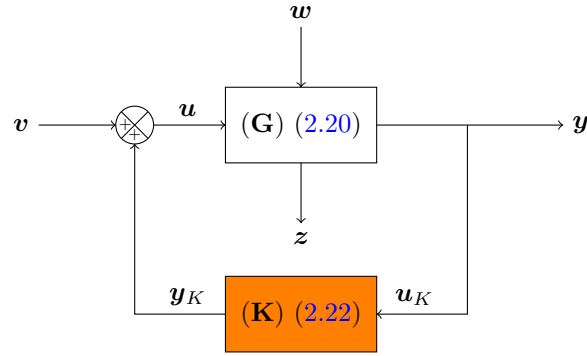 w
v
+
+
u
(G) (2.20)
y
z
y_K
(K) (2.22)
u_K